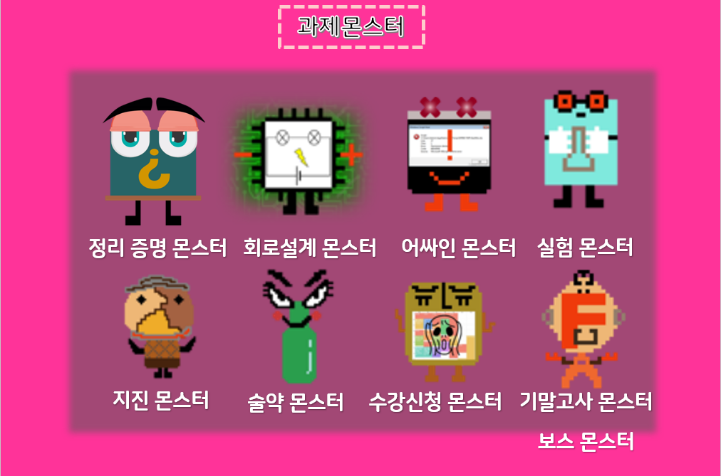 과제몬스터
정리 증명 몬스터 회로설계 몬스터 어싸인 몬스터 실험 몬스터
지진 몬스터 술약 몬스터 수강신청 몬스터 기말고사 몬스터
보스 몬스터